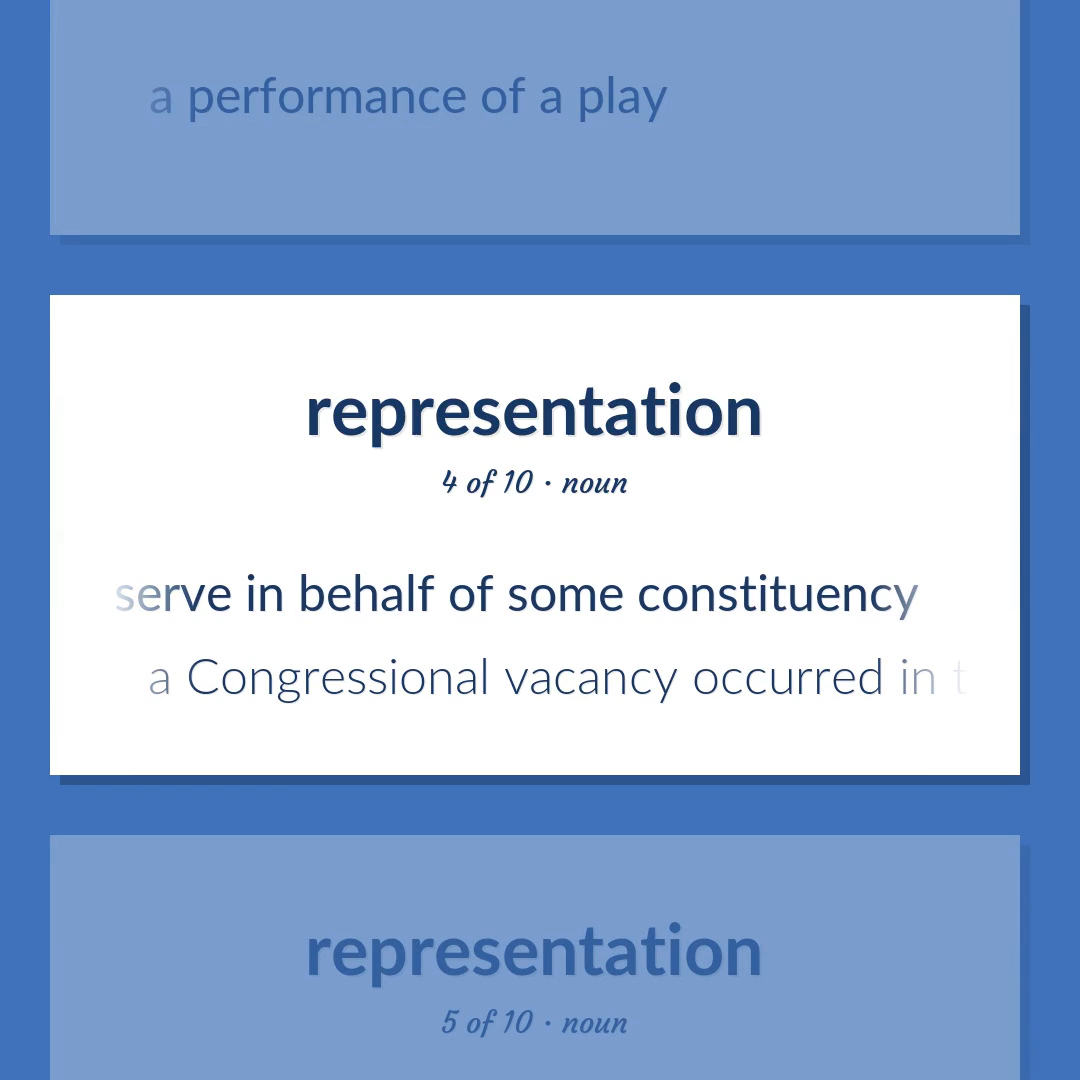 a performance of a play
representation
4 of 10 · noun
serve in behalf of some constituency
a Congressional vacancy occurred in t
representation
5 of 10 · noun